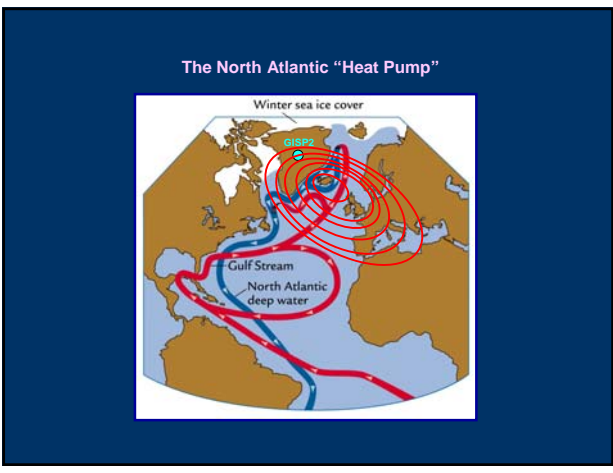 The North Atlantic “Heat Pump”
Winter sea ice cover
GISP2
Gulf Stream
North Atlantic
deep water